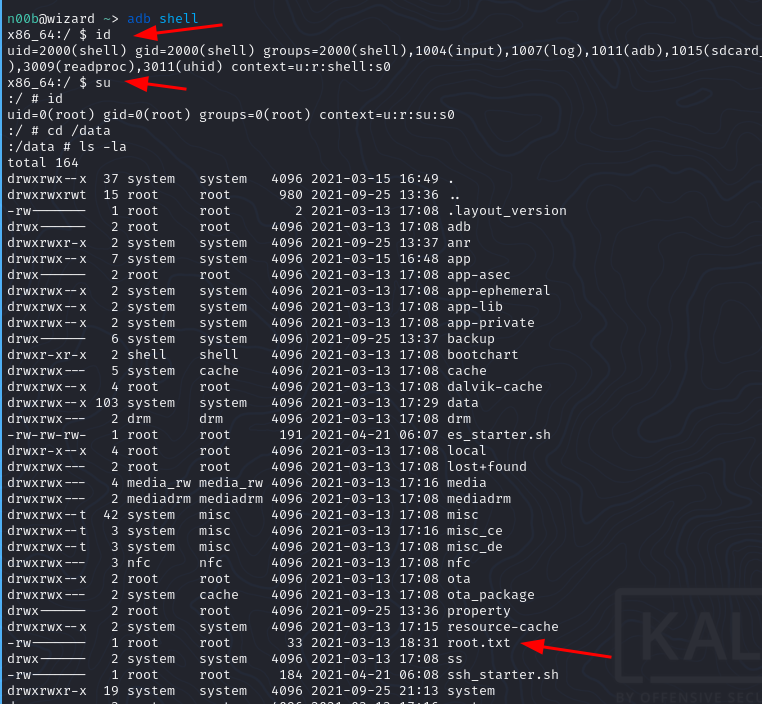 n00b@wizard ~> adb shell
x86_64:/ $ id
uid=2000(shell) gid=2000(shell) groups=2000(shell),1004(input),1007(log),1011(adb),1015(sdcard_
),3009(readproc),3011(uhid) context=u:r:shell:s0
x86_64:/ $ su
:/ # id
uid=0(root) gid=0(root) groups=0(root) context=u:r:su:s0
:/ # cd /data
:/data # ls -la
total 164
drwxrwx--x  37 system   system   4096 2021-03-15 16:49 .
drwxrwxrwt  15 root     root      980 2021-09-25 13:36 ..
-rw-------   1 root     root        2 2021-03-13 17:08 .layout_version
drwx------   2 root     root     4096 2021-03-13 17:08 adb
drwxrwxr-x   2 system   system   4096 2021-09-25 13:37 anr
drwxrwx--x   7 system   system   4096 2021-03-15 16:48 app
drwx------   2 root     root     4096 2021-03-13 17:08 app-asec
drwxrwx--x   2 system   system   4096 2021-03-13 17:08 app-ephemeral
drwxrwx--x   2 system   system   4096 2021-03-13 17:08 app-lib
drwxrwx--x   2 system   system   4096 2021-03-13 17:08 app-private
drwx------   6 system   system   4096 2021-09-25 13:37 backup
drwxr-xr-x   2 shell    shell    4096 2021-03-13 17:08 bootchart
drwxrwx---   5 system   cache    4096 2021-03-13 17:08 cache
drwxrwx--x   4 root     root     4096 2021-03-13 17:08 dalvik-cache
drwxrwx--x 103 system   system   4096 2021-03-13 17:29 data
drwxrwx---   2 drm      drm      4096 2021-03-13 17:08 drm
-rw-rw-rw-   1 root     root      191 2021-04-21 06:07 es_starter.sh
drwxr-x--x   4 root     root     4096 2021-03-13 17:08 local
drwxrwx---   2 root     root     4096 2021-03-13 17:08 lost+found
drwxrwx---   4 media_rw media_rw 4096 2021-03-13 17:16 media
drwxrwx---   2 mediadrm mediadrm 4096 2021-03-13 17:08 mediadrm
drwxrwx--t  42 system   misc     4096 2021-03-13 17:08 misc
drwxrwx--t   3 system   misc     4096 2021-03-13 17:16 misc_ce
drwxrwx--t   3 system   misc     4096 2021-03-13 17:08 misc_de
drwxrwx---   3 nfc      nfc      4096 2021-03-13 17:08 nfc
drwxrwx--x   2 root     root     4096 2021-03-13 17:08 ota
drwxrwx---   2 system   cache    4096 2021-03-13 17:08 ota_package
drwx------   2 root     root     4096 2021-09-25 13:36 property
drwxrwx--x   2 system   system   4096 2021-03-13 17:15 resource-cache
-rw-------   1 root     root       33 2021-03-13 18:31 root.txt
drwx------   2 system   system   4096 2021-03-13 17:08 ss
-rw-------   1 root     root      184 2021-04-21 06:08 ssh_starter.sh
drwxrwxr-x  19 system   system   4096 2021-09-25 21:13 system
KAL
BY OFFENSIVE SEC